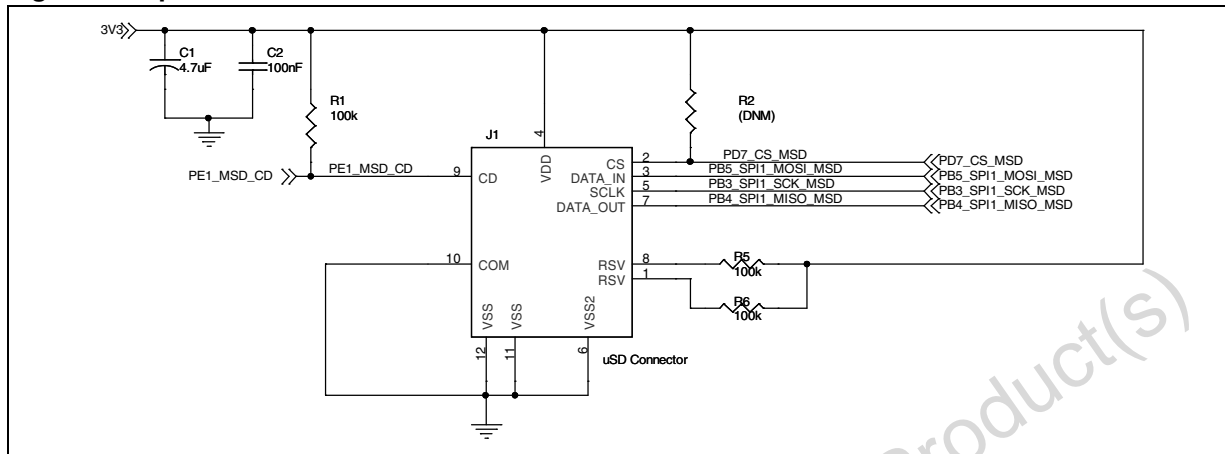 3V3
C1
4.7uF
C2
100nF
R1
100k
R2
(DNM)
J1
4
VDD
PE1_MSD_CD
PE1_MSD_CD
9
CD
CS
2
PD7_CS_MSD
PD7_CS_MSD
DATA_IN
3
PB5_SPI1_MOSI_MSD
PB5_SPI1_MOSI_MSD
SCLK
5
PB3_SPI1_SCK_MSD
PB3_SPI1_SCK_MSD
DATA_OUT
7
PB4_SPI1_MISO_MSD
PB4_SPI1_MISO_MSD
10
COM
RSV
8
R5
100k
RSV
1
R6
100k
VSS
VSS
VSS2
12
11
6
uSD Connector
roduct(s)